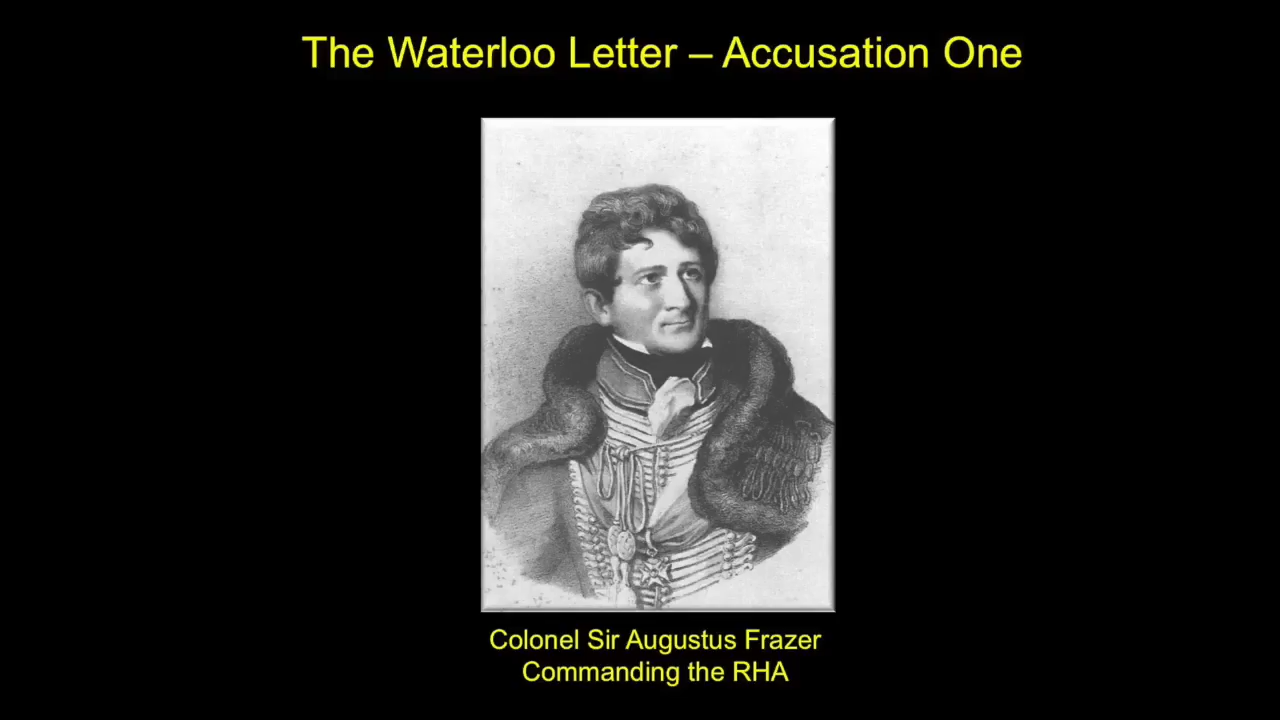 The Waterloo Letter – Accusation One
Colonel Sir Augustus Frazer
Commanding the RHA